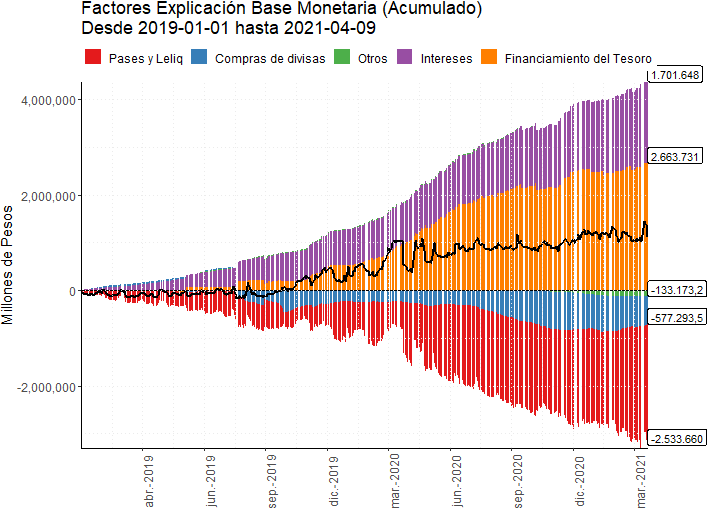 Factores Explicación Base Monetaria (Acumulado)
Desde 2019-01-01 hasta 2021-04-09
Pases y Leliq
Compras de divisas
Otros
Intereses
Financiamiento del Tesoro
Millones de Pesos
4,000,000
2,000,000
0
-2,000,000
1.701.648
2.663.731
-133.173,2
-577.293,5
-2.533.660
abr.-2019
jun.-2019
sep.-2019
dic.-2019
mar.-2020
jun.-2020
sep.-2020
dic.-2020
mar.-2021